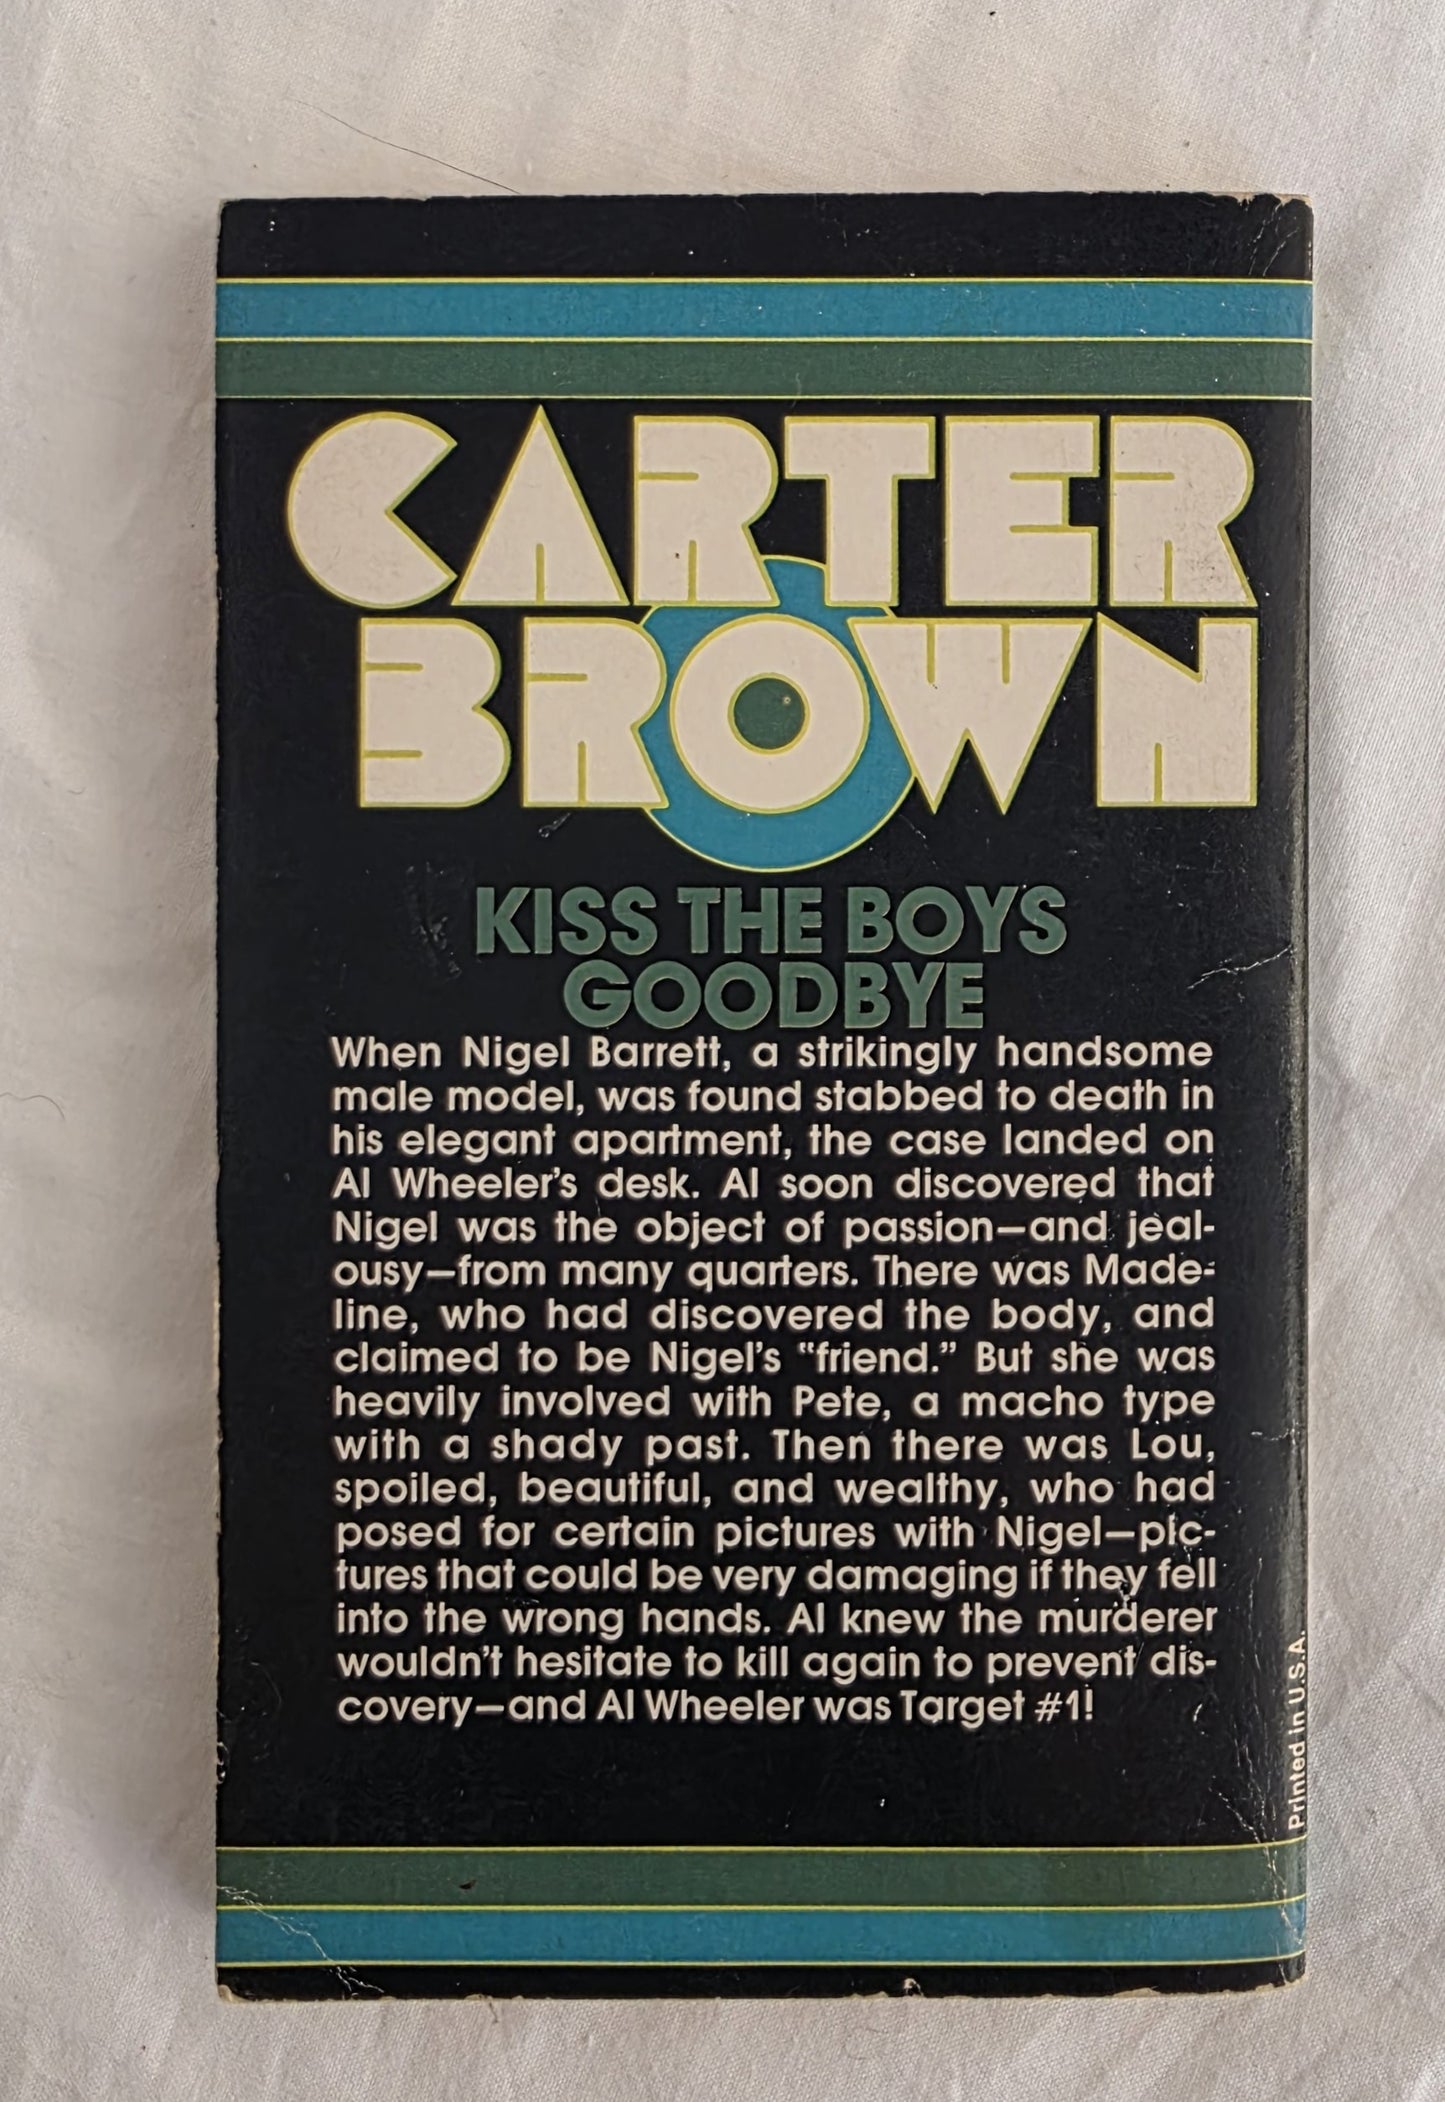 CARTER
BROWN
KISS THE BOYS
GOODBYE
When Nigel Barrett, a strikingly handsome
male model, was found stabbed to death in
his elegant apartment, the case landed on
Al Wheeler's desk. Al soon discovered that
Nigel was the object of passion—and jeal-
ousy—from many quarters. There was Made-
line, who had discovered the body, and
claimed to be Nigel's "friend." But she was
heavily involved with Pete, a macho type
with a shady past. Then there was Lou,
spoiled, beautiful, and wealthy, who had
posed for certain pictures with Nigel—pic-
tures that could be very damaging if they fell
into the wrong hands. Al knew the murderer
wouldn't hesitate to kill again to prevent dis-
covery—and Al Wheeler was Target #1!
Printed in U.S.A.